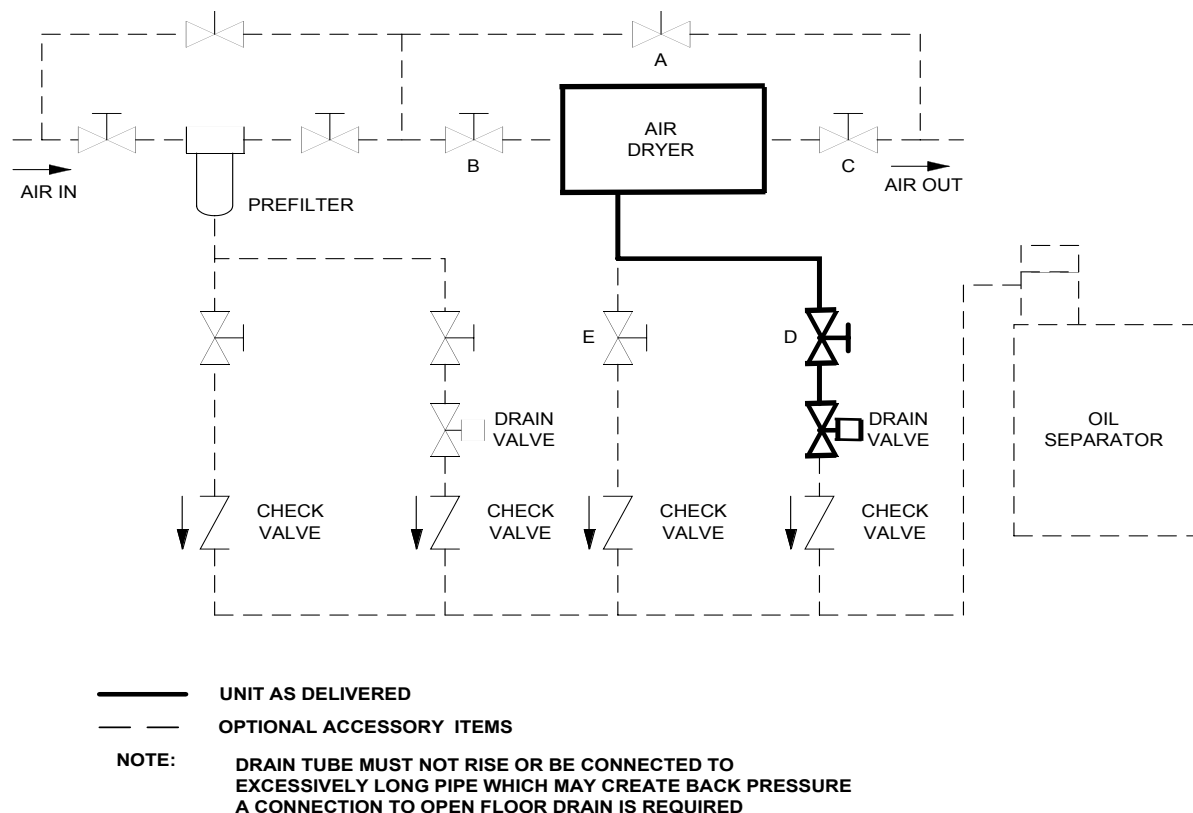 A
AIR
DRYER
B
C
AIR IN
AIR OUT
PREFILTER
E
D
DRAIN
VALVE
DRAIN
VALVE
OIL
SEPARATOR
CHECK
VALVE
CHECK
VALVE
CHECK
VALVE
CHECK
VALVE
UNIT AS DELIVERED
OPTIONAL ACCESSORY ITEMS
NOTE: DRAIN TUBE MUST NOT RISE OR BE CONNECTED TO
EXCESSIVELY LONG PIPE WHICH MAY CREATE BACK PRESSURE
A CONNECTION TO OPEN FLOOR DRAIN IS REQUIRED